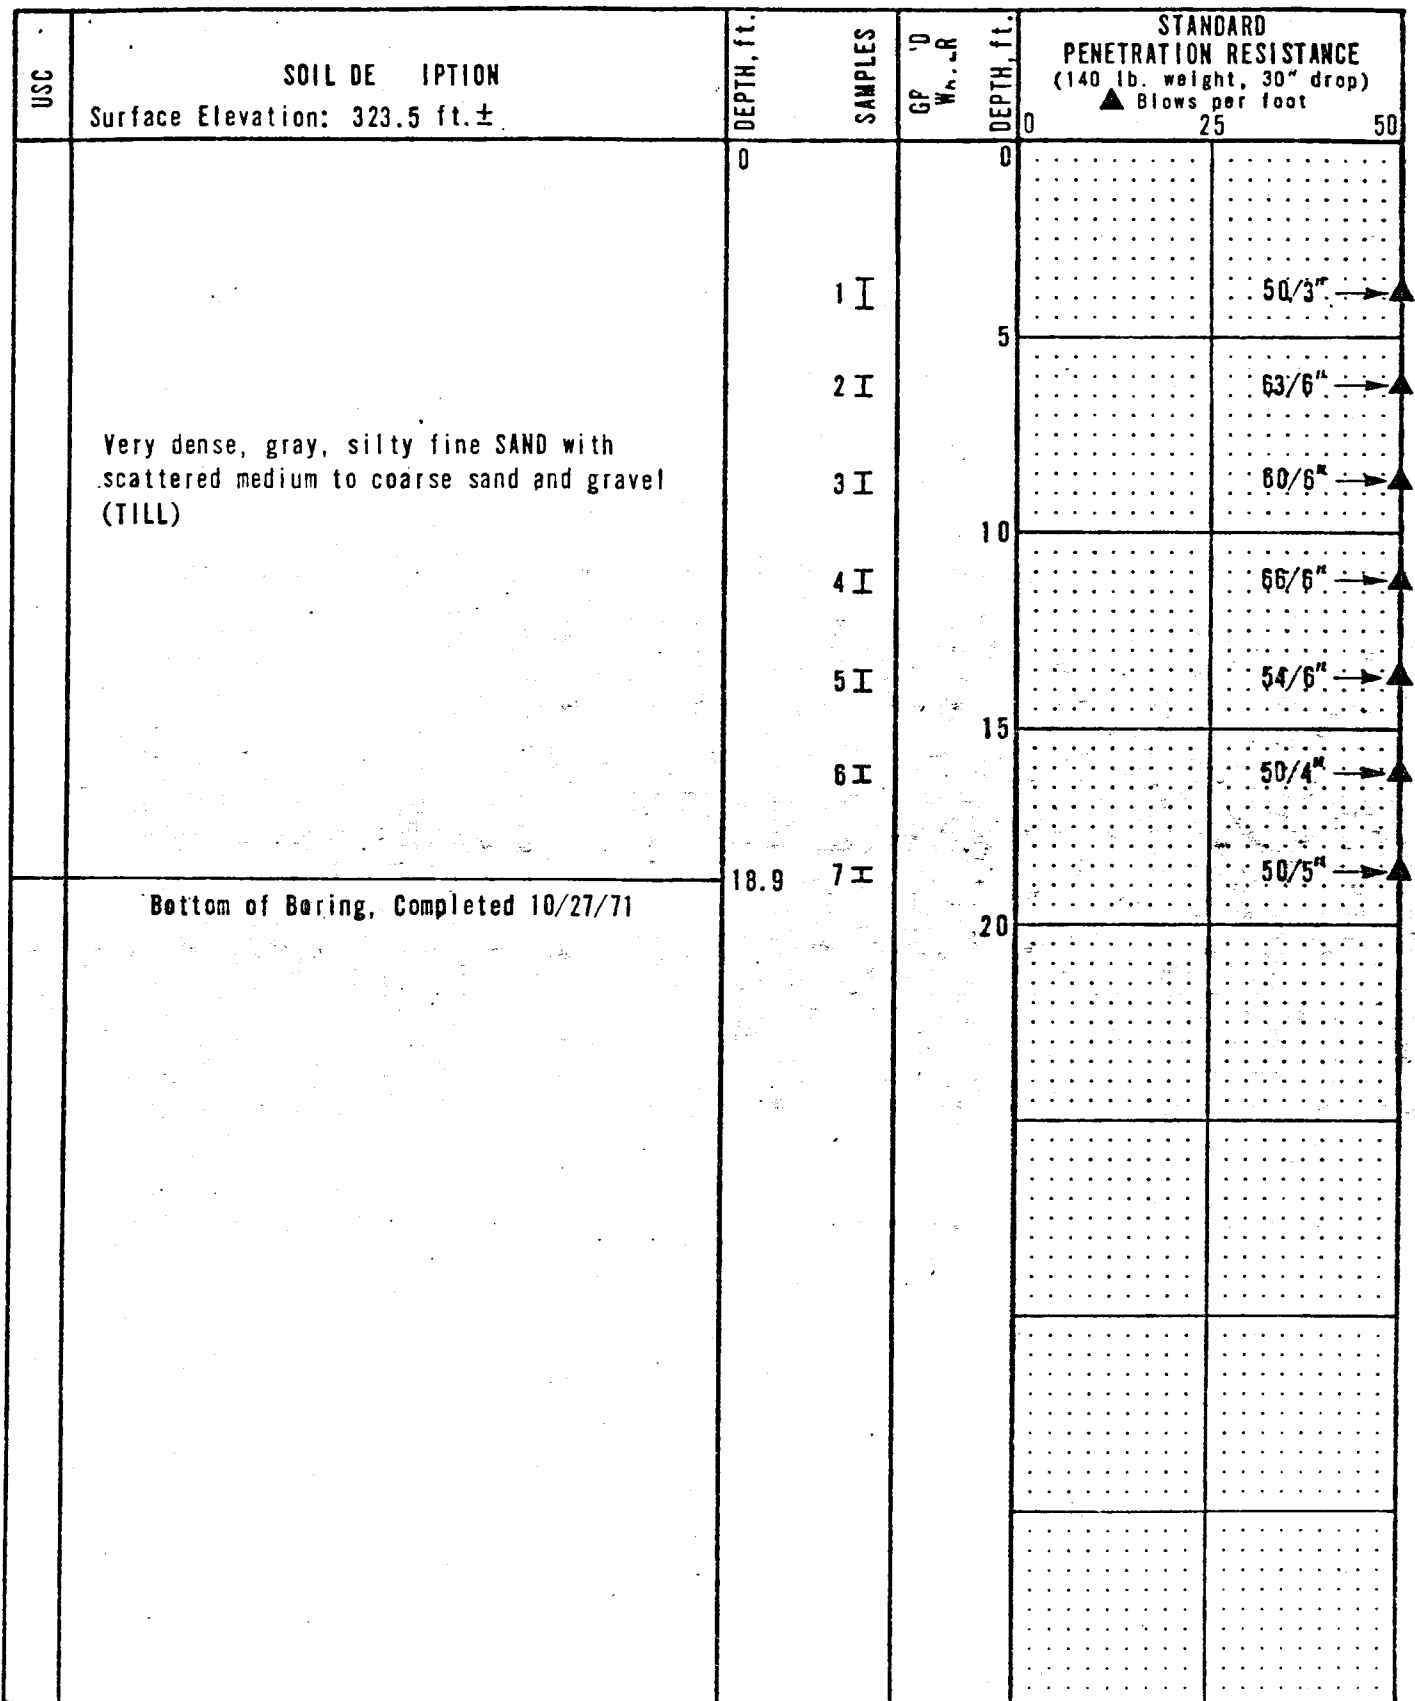 USC
SOIL DE IPTION
Surface Elevation: 323.5 ft.±
DEPTH, ft.
SAMPLES
DEPTH, ft.
STANDARD
PENETRATION RESISTANCE
(140 lb. weight, 30" drop)
▲ Blows per foot
0 25 50
0
0
1
50/3"
5
2
63/6"
Very dense, gray, silty fine SAND with
scattered medium to coarse sand and gravel
(TILL)
3
60/6"
10
4
66/6"
5
54/6"
15
6
50/4"
18.9
7
50/5"
Bottom of Boring, Completed 10/27/71
20